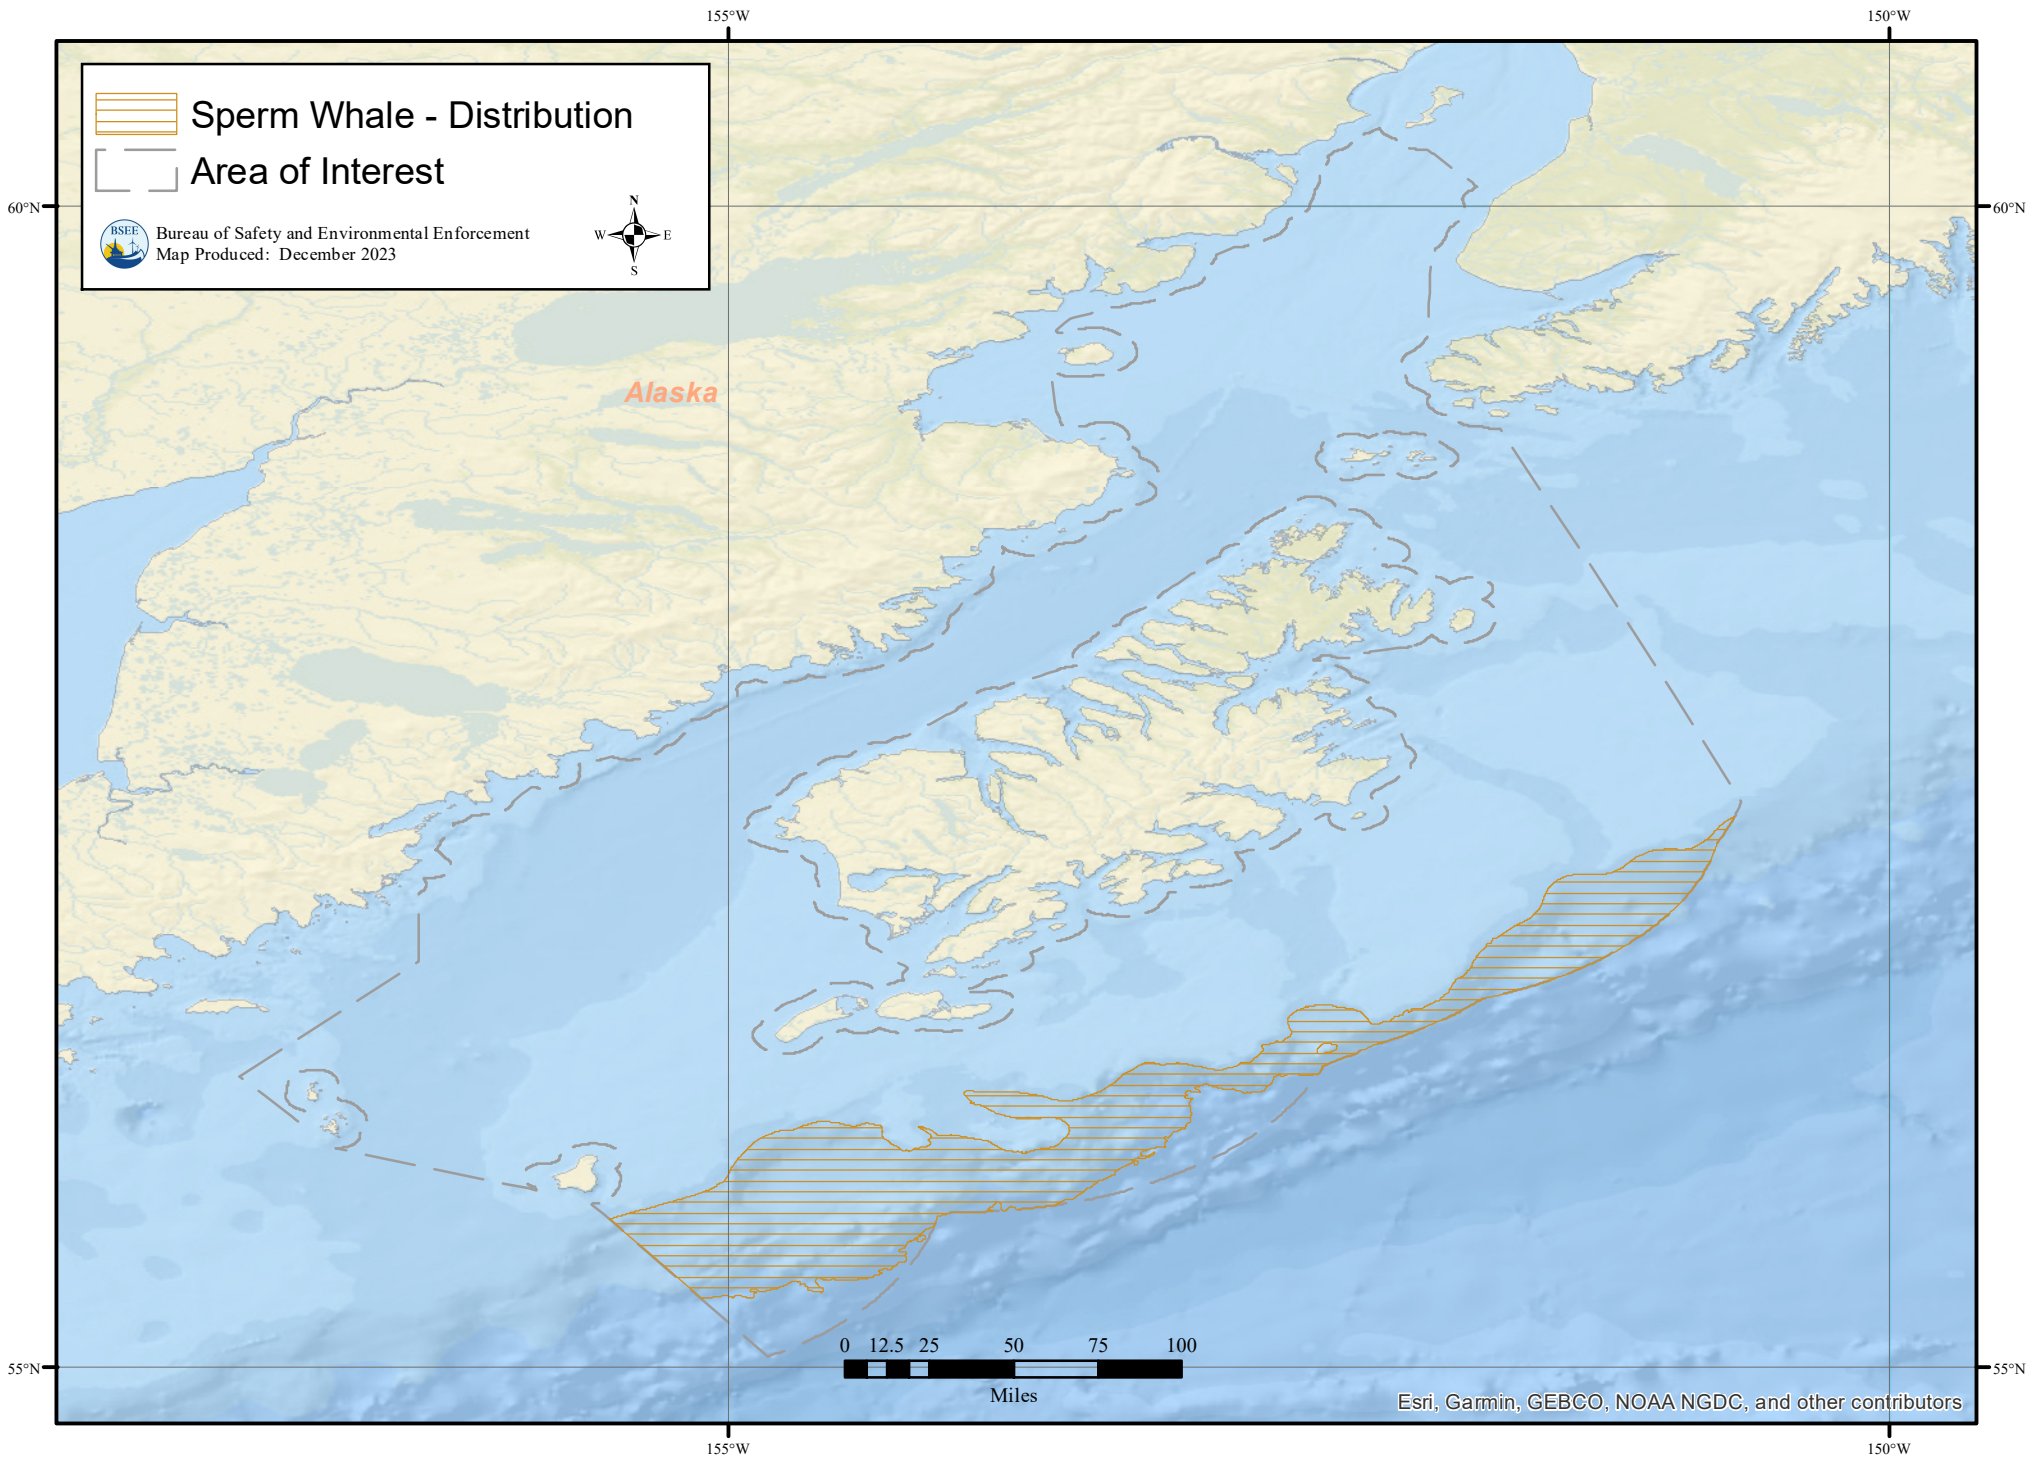 155°W 150°W
Sperm Whale - Distribution
Area of Interest
N
W E
S
BSEE
Bureau of Safety and Environmental Enforcement
Map Produced: December 2023
60°N 60°N
Alaska
0 12.5 25 50 75 100
Miles
55°N 55°N
Esri, Garmin, GEBCO, NOAA NGDC, and other contributors
155°W 150°W